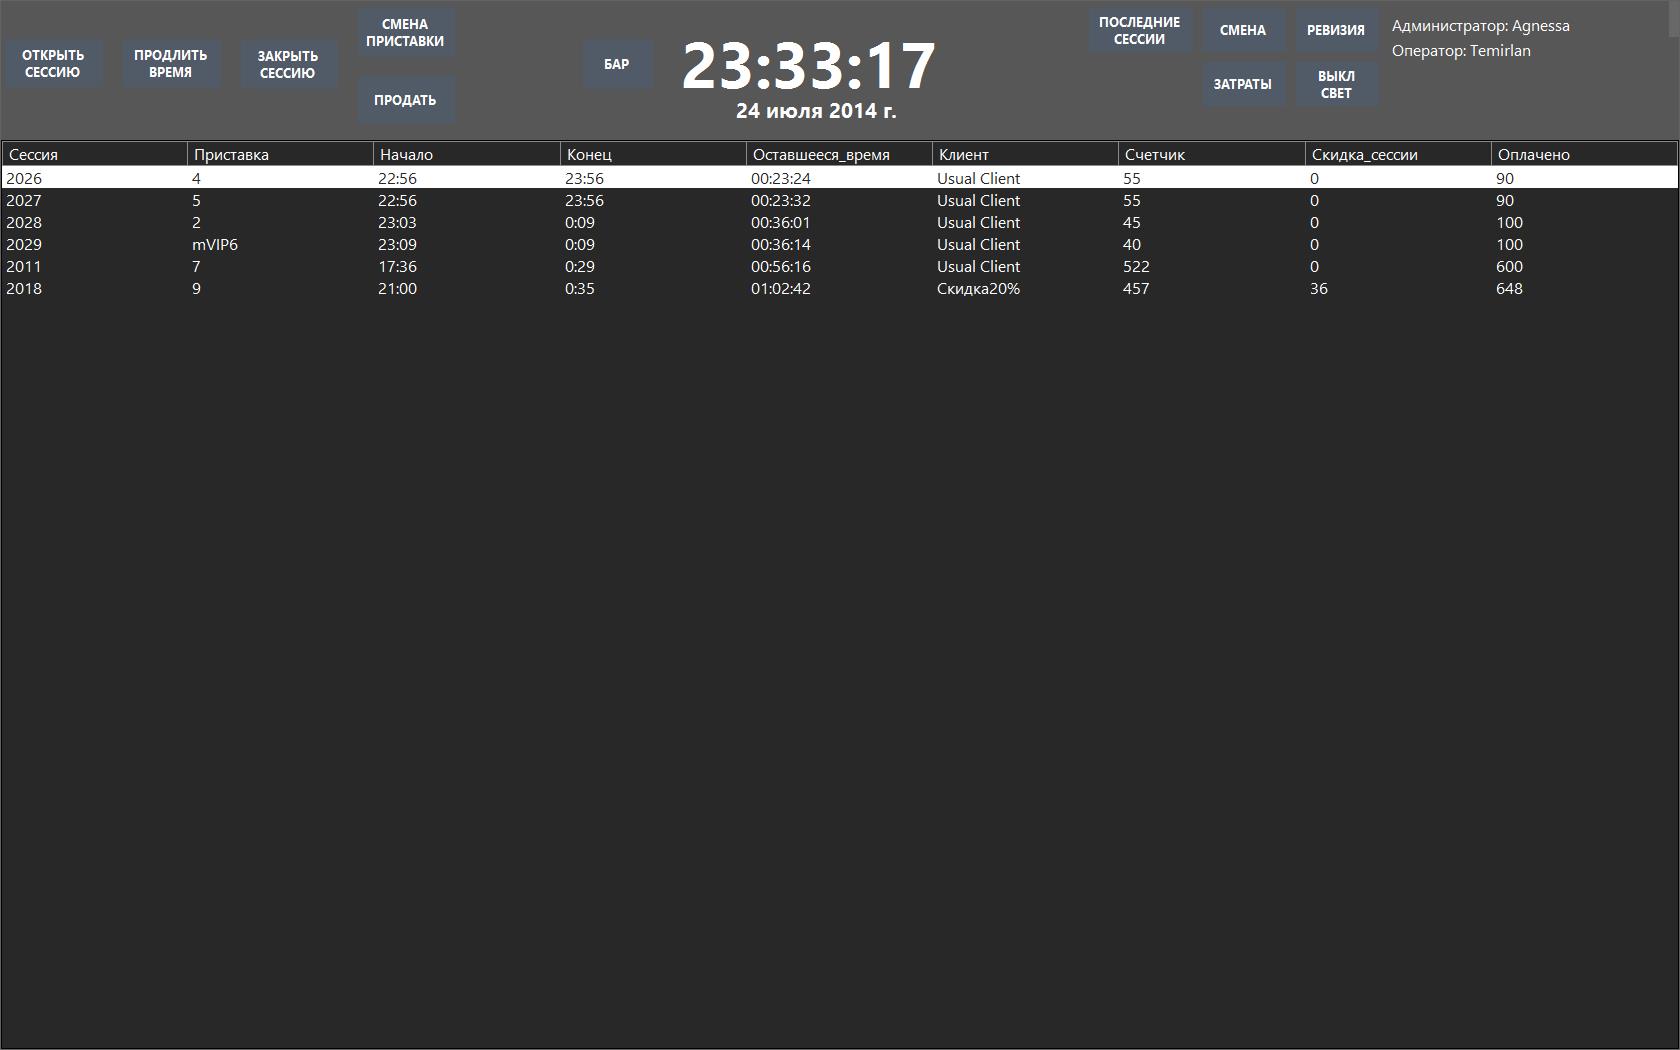 ОТКРЫТЬ
СЕССИЮ
ПРОДЛИТЬ
ВРЕМЯ
ЗАКРЫТЬ
СЕССИЮ
СМЕНА
ПРИСТАВКИ
ПРОДАТЬ
БАР
23:33:17
24 июля 2014 г.
ПОСЛЕДНИЕ
СЕССИИ
СМЕНА
РЕВИЗИЯ
ЗАТРАТЫ
ВЫКЛ
СВЕТ
Администратор: Agnessa
Оператор: Temirlan
Сессия Приставка Начало Конец Оставшееся_время Клиент Счетчик Скидка_сессии Оплачено
2026 4 22:56 23:56 00:23:24 Usual Client 55 0 90
2027 5 22:56 23:56 00:23:32 Usual Client 55 0 90
2028 2 23:03 0:09 00:36:01 Usual Client 45 0 100
2029 mVIP6 23:09 0:09 00:36:14 Usual Client 40 0 100
2011 7 17:36 0:29 00:56:16 Usual Client 522 0 600
2018 9 21:00 0:35 01:02:42 Скидка20% 457 36 648